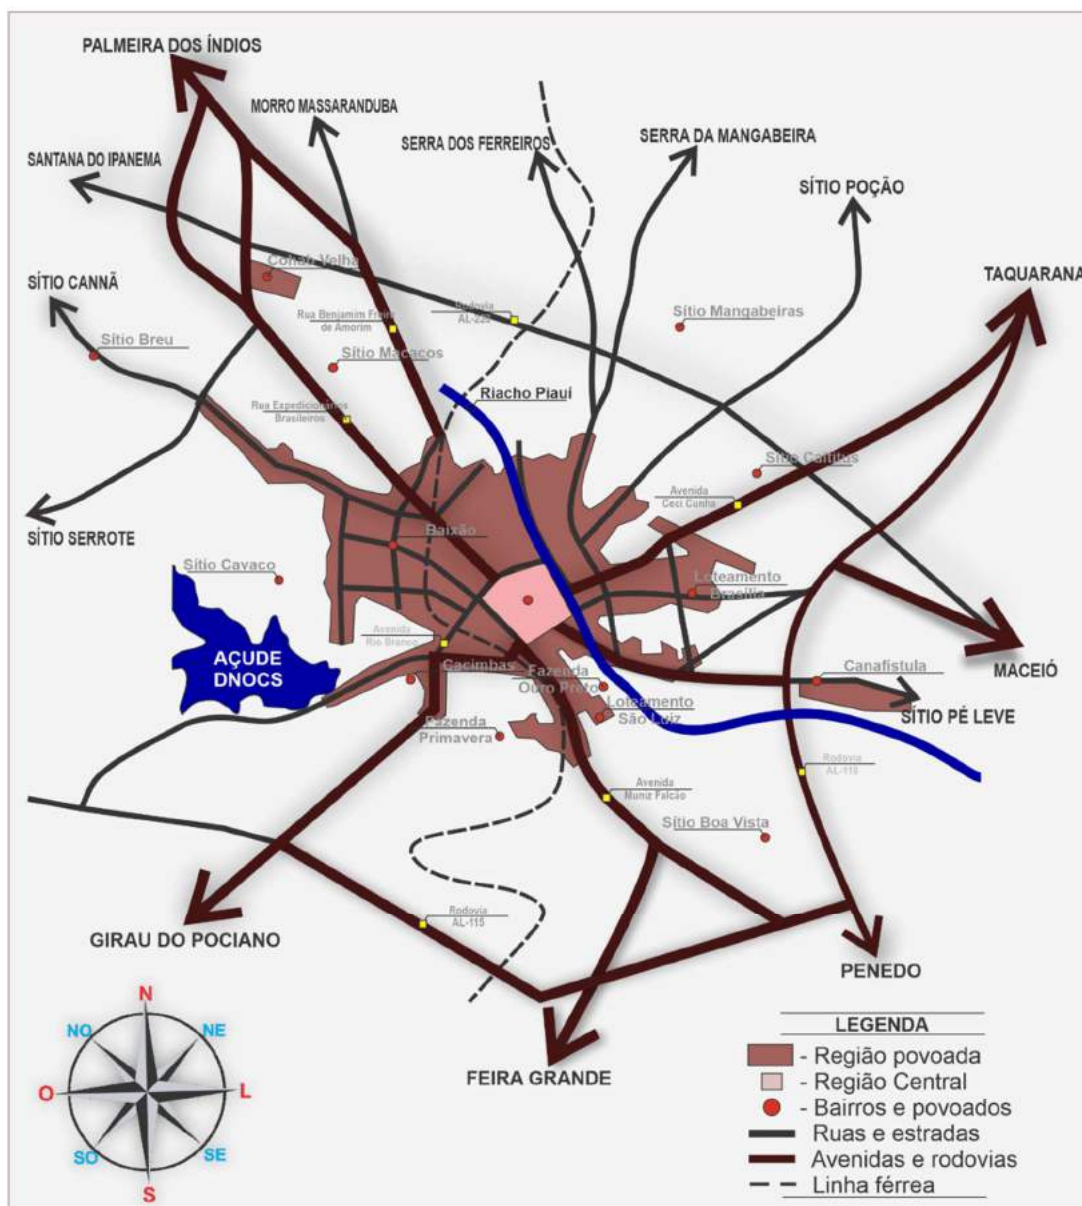 PALMEIRA DOS ÍNDIOS
MORRO MASSARANDUBA
SERRA DOS FERREIROS
SERRA DA MANGABEIRA
SANTANA DO IPANEMA
SÍTIO POÇÃO
SÍTIO CANNÃ
TAQUARANA
Cohab Velha
Rua Benjamim Freire
de Amorim
Rodovia
AL-220
Sítio Mangabeiras
Sítio Breu
Sítio Macacos
Riacho Piauí
Rua Expedicionários
Brasileiros
Sítio Caititus
Avenida
Ceci Cunha
SÍTIO SERROTE
Baixão
Sítio Cavaco
Loteamento
Brasília
Avenida
Rio Branco
AÇUDE
DNOCS
Cacimbas
Fazenda
Ouro Preto
Canafístula
MACEIÓ
Loteamento
São Luiz
SÍTIO PÉ LEVE
Fazenda
Primavera
Rodovia
AL-110
Avenida
Muniz Falcão
Sítio Boa Vista
Rodovia
AL-115
GIRAU DO POCIANO
PENEDO
FEIRA GRANDE
N
NO
NE
O
L
SO
SE
S
LEGENDA
- Região povoada
- Região Central
- Bairros e povoados
Ruas e estradas
Avenidas e rodovias
Linha férrea